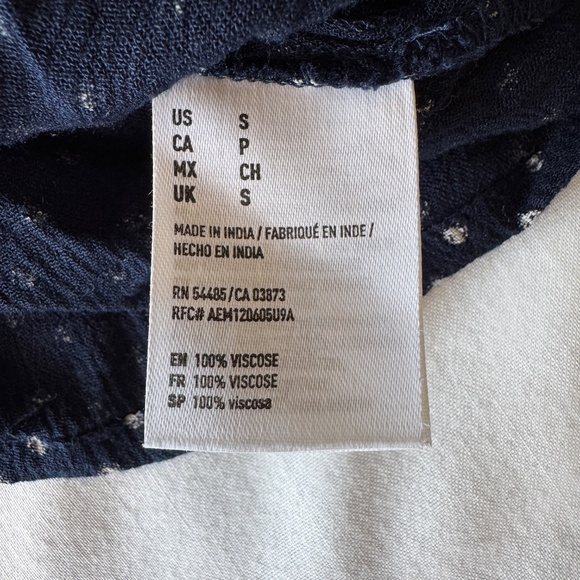 US S
CA P
MX CH
UK S
MADE IN INDIA / FABRIQUÉ EN INDE /
HECHO EN INDIA
RN 54485 / CA 03873
RFC# AEM120605U9A
EN 100% VISCOSE
FR 100% VISCOSE
SP 100% viscosa